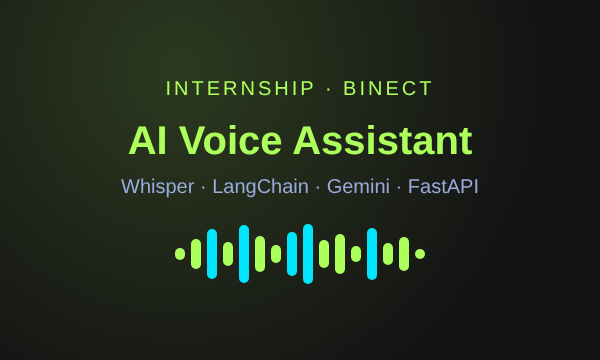 INTERNSHIP · BINECT
AI Voice Assistant
Whisper · LangChain · Gemini · FastAPI